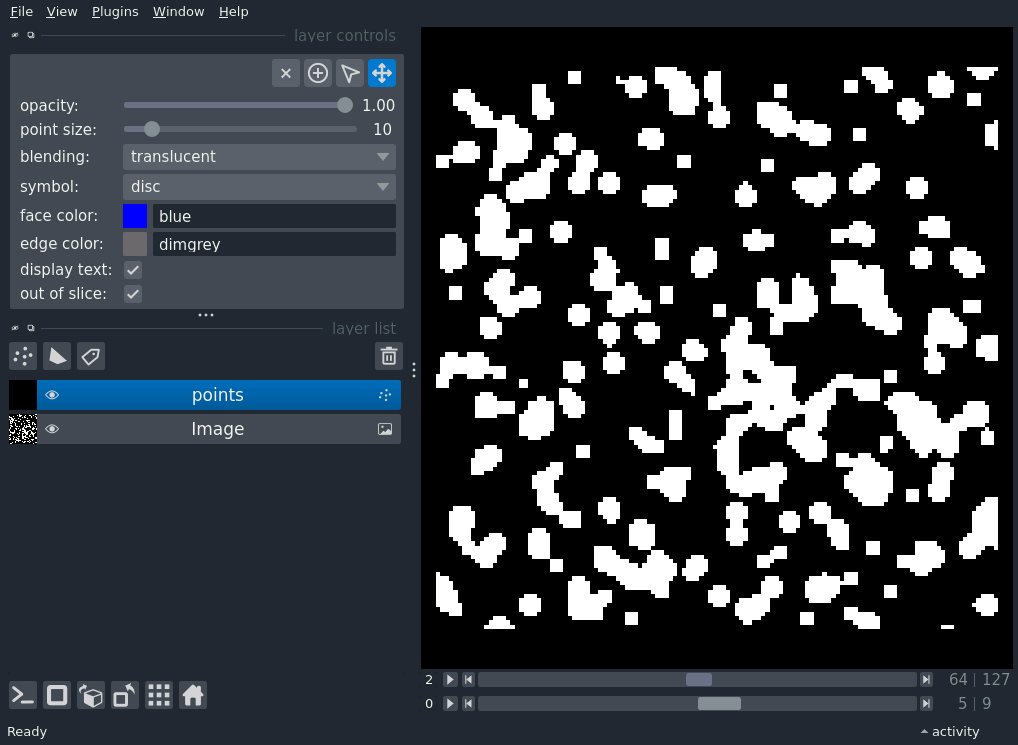 File View Plugins Window Help
layer controls
opacity: 1.00
point size: 10
blending: translucent
symbol: disc
face color: blue
edge color: dimgrey
display text:
out of slice:
layer list
points
Image
2 64 | 127
0 5 | 9
Ready activity